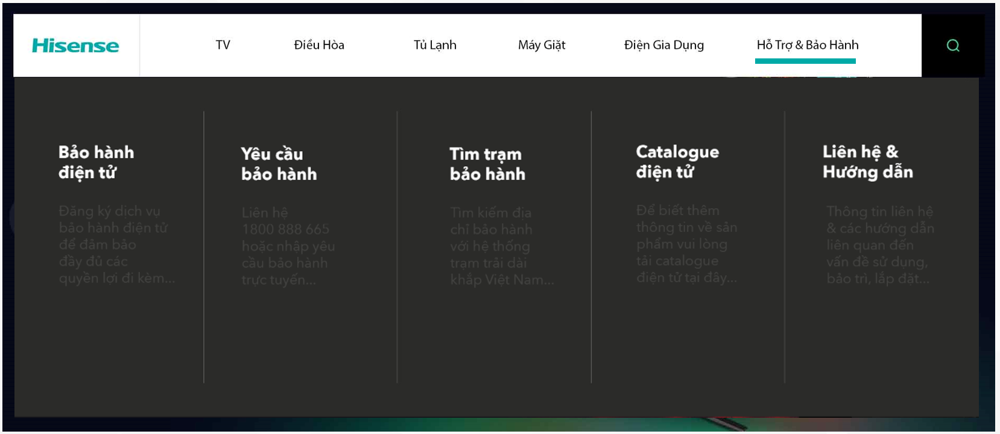 Hisense
TV
Điều Hòa
Tủ Lạnh
Máy Giặt
Điện Gia Dụng
Hỗ Trợ & Bảo Hành
Bảo hành
điện tử
Đăng ký dịch vụ
bảo hành điện tử
để đảm bảo
đầy đủ các
quyền lợi đi kèm...
Yêu cầu
bảo hành
Liên hệ
1800 888 665
hoặc nhập yêu
cầu bảo hành
trực tuyến...
Tìm trạm
bảo hành
Tìm kiếm địa
chỉ bảo hành
với hệ thống
trạm trải dài
khắp Việt Nam...
Catalogue
điện tử
Để biết thêm
thông tin về sản
phẩm vui lòng
tải catalogue
điện tử tại đây...
Liên hệ &
Hướng dẫn
Thông tin liên hệ
& các hướng dẫn
liên quan đến
vấn đề sử dụng,
bảo trì, lắp đặt...